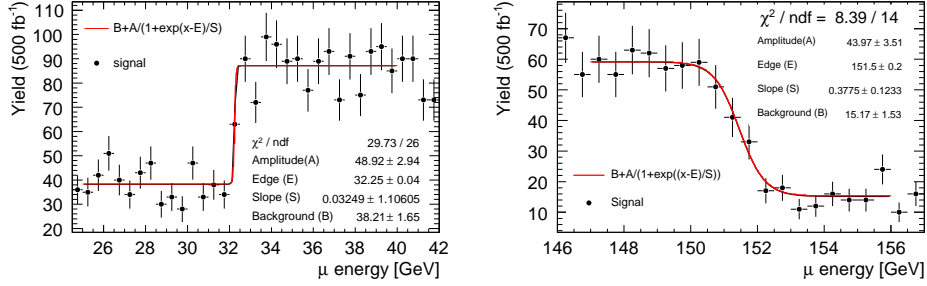 Yield (500 fb⁻¹)
110
100
90
80
70
60
50
40
30
20
B+A/(1+exp(x-E)/S)
signal
χ² / ndf 29.73 / 26
Amplitude(A) 48.92 ± 2.94
Edge (E) 32.25 ± 0.04
Slope (S) 0.03249 ± 1.10605
Background (B) 38.21 ± 1.65
26 28 30 32 34 36 38 40 42
μ energy [GeV]
Yield (500 fb⁻¹)
70
60
50
40
30
20
10
χ² / ndf = 8.39 / 14
Amplitude(A) 43.97 ± 3.51
Edge (E) 151.5 ± 0.2
Slope (S) 0.3775 ± 0.1233
Background (B) 15.17 ± 1.53
B+A/(1+exp((x-E)/S))
Signal
146 148 150 152 154 156
μ energy [GeV]